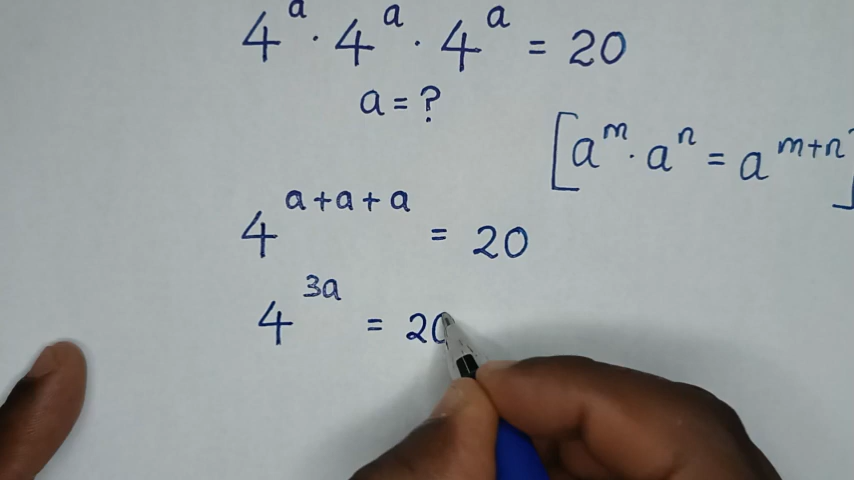 4^a · 4^a · 4^a = 20
a = ?
[a^m · a^n = a^(m+n)]
4^(a+a+a) = 20
4^(3a) = 20